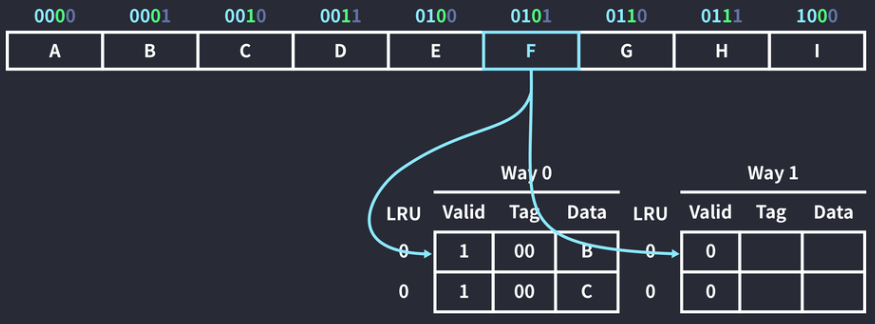 0000 0001 0010 0011 0100 0101 0110 0111 1000
A B C D E F G H I
Way 0 Way 1
LRU Valid Tag Data LRU Valid Tag Data
0 1 00 B 0 0
0 1 00 C 0 0